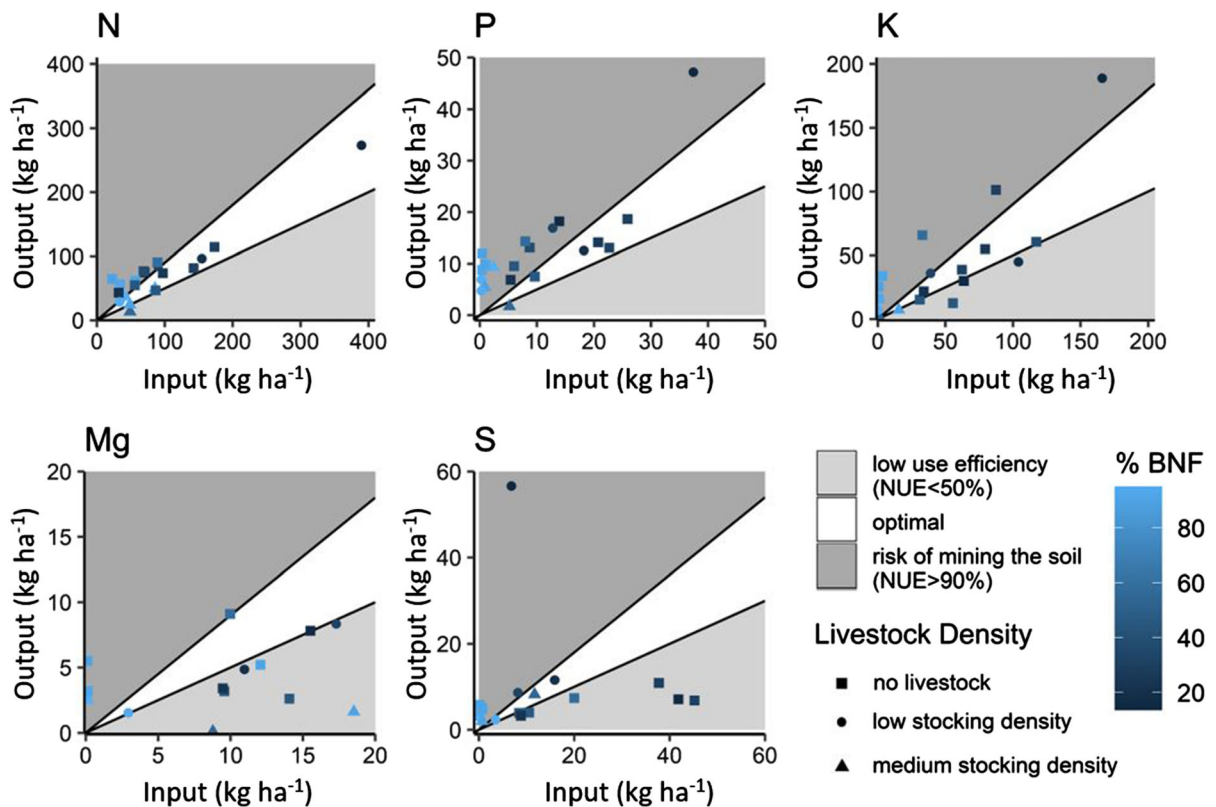 N
400
300
200
100
0
0 100 200 300 400
Output (kg ha⁻¹)
Input (kg ha⁻¹)
P
50
40
30
20
10
0
0 10 20 30 40 50
Output (kg ha⁻¹)
Input (kg ha⁻¹)
K
200
150
100
50
0
0 50 100 150 200
Output (kg ha⁻¹)
Input (kg ha⁻¹)
Mg
20
15
10
5
0
0 5 10 15 20
Output (kg ha⁻¹)
Input (kg ha⁻¹)
S
60
40
20
0
0 20 40 60
Output (kg ha⁻¹)
Input (kg ha⁻¹)
low use efficiency
(NUE<50%)
optimal
risk of mining the soil
(NUE>90%)
Livestock Density
no livestock
low stocking density
medium stocking density
% BNF
80
60
40
20